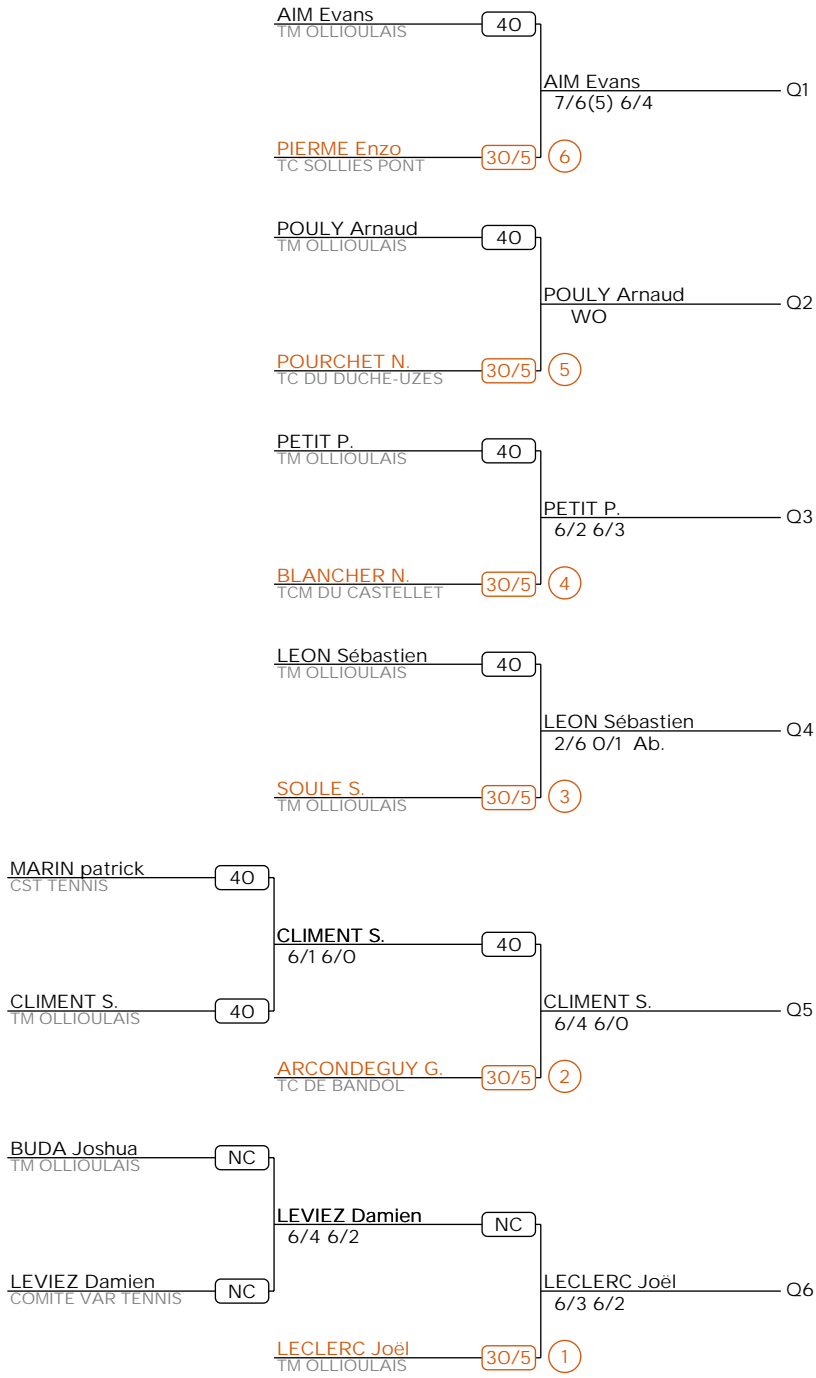 AIM Evans
TM OLLIOULAIS
40
AIM Evans
7/6(5) 6/4
Q1
PIERME Enzo
TC SOLLIES PONT
30/5
6
POULY Arnaud
TM OLLIOULAIS
40
POULY Arnaud
WO
Q2
POURCHET N.
TC DU DUCHE-UZES
30/5
5
PETIT P.
TM OLLIOULAIS
40
PETIT P.
6/2 6/3
Q3
BLANCHER N.
TCM DU CASTELLET
30/5
4
LEON Sébastien
TM OLLIOULAIS
40
LEON Sébastien
2/6 0/1 Ab.
Q4
SOULE S.
TM OLLIOULAIS
30/5
3
MARIN patrick
CST TENNIS
40
CLIMENT S.
6/1 6/0
40
CLIMENT S.
TM OLLIOULAIS
40
CLIMENT S.
6/4 6/0
Q5
ARCONDEGUY G.
TC DE BANDOL
30/5
2
BUDA Joshua
TM OLLIOULAIS
NC
LEVIEZ Damien
6/4 6/2
NC
LEVIEZ Damien
COMITE VAR TENNIS
NC
LECLERC Joël
6/3 6/2
Q6
LECLERC Joël
TM OLLIOULAIS
30/5
1